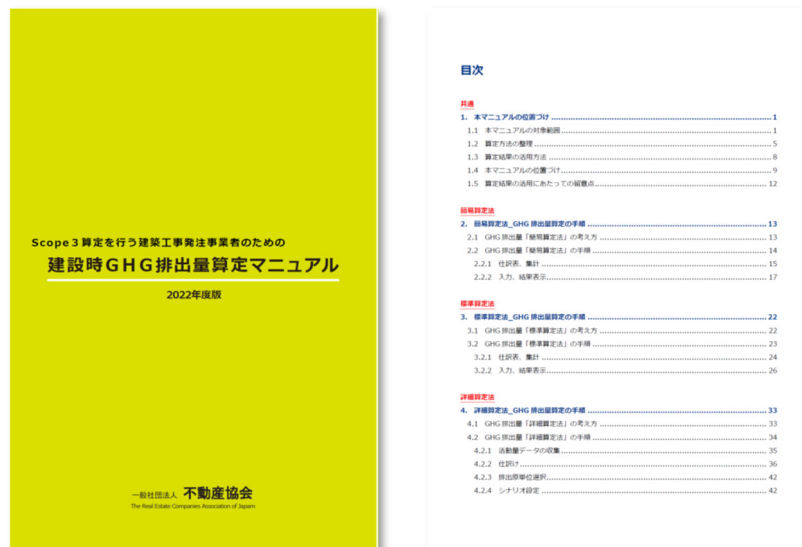 Scope3算定を行う建築工事発注事業者のための
建設時GHG排出量算定マニュアル
2022年度版
一般社団法人 不動産協会
The Real Estate Companies Association of Japam
目次
共通
1. 本マニュアルの位置づけ ........ 1
1.1 本マニュアルの対象範囲 ........ 1
1.2 算定方法の整理 ........ 5
1.3 算定結果の活用方法 ........ 8
1.4 本マニュアルの位置づけ ........ 9
1.5 算定結果の活用にあたっての留意点 ........ 12
簡易算定法
2. 簡易算定法_GHG 排出量算定の手順 ........ 13
2.1 GHG 排出量「簡易算定法」の考え方 ........ 13
2.2 GHG 排出量「簡易算定法」の手順 ........ 14
2.2.1 仕訳表、集計 ........ 15
2.2.2 入力、結果表示 ........ 17
標準算定法
3. 標準算定法_GHG 排出量算定の手順 ........ 22
3.1 GHG 排出量「標準算定法」の考え方 ........ 22
3.2 GHG 排出量「標準算定法」の手順 ........ 23
3.2.1 仕訳表、集計 ........ 24
3.2.2 入力、結果表示 ........ 26
詳細算定法
4. 詳細算定法_GHG 排出量算定の手順 ........ 33
4.1 GHG 排出量「詳細算定法」の考え方 ........ 33
4.2 GHG 排出量「詳細算定法」の手順 ........ 34
4.2.1 活動量データの収集 ........ 35
4.2.2 仕訳け ........ 36
4.2.3 排出原単位選択 ........ 42
4.2.4 シナリオ設定 ........ 42